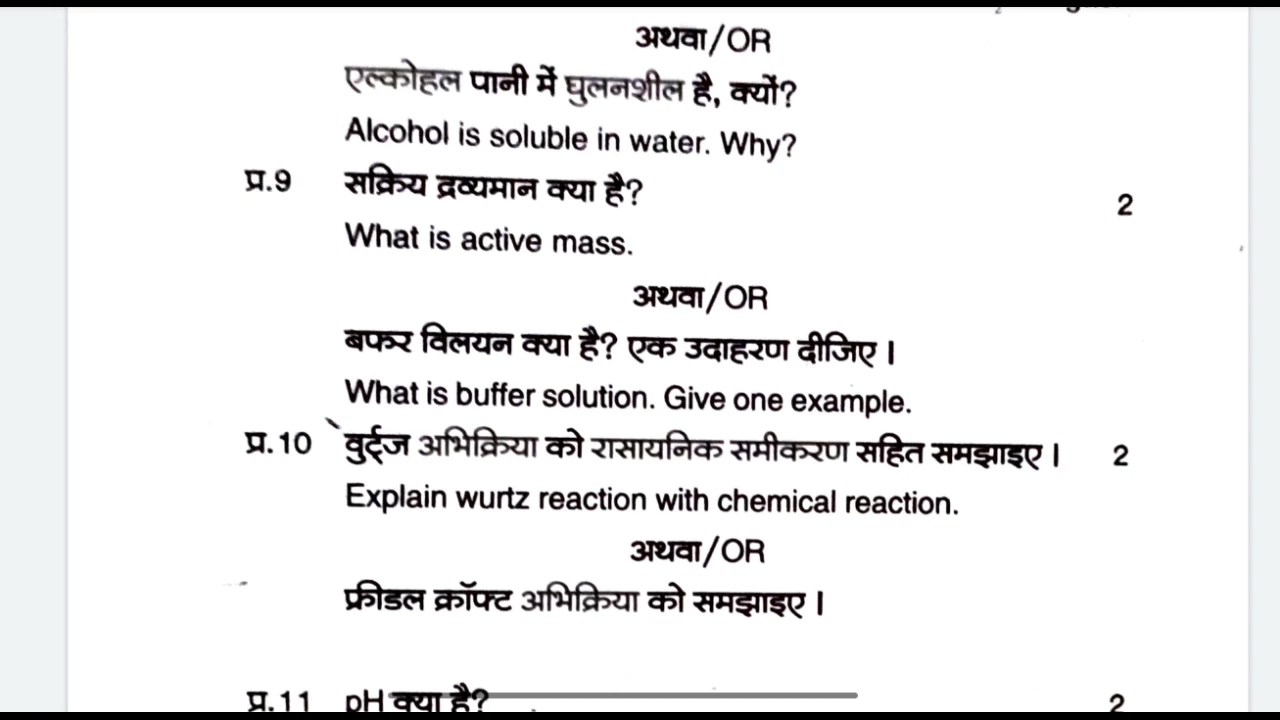 अथवा/OR
एल्कोहल पानी में घुलनशील है, क्यों?
Alcohol is soluble in water. Why?
प्र.9 सक्रिय द्रव्यमान क्या है? 2
What is active mass.
अथवा/OR
बफर विलयन क्या है? एक उदाहरण दीजिए।
What is buffer solution. Give one example.
प्र.10 वुर्ट्ज अभिक्रिया को रासायनिक समीकरण सहित समझाइए। 2
Explain wurtz reaction with chemical reaction.
अथवा/OR
फ्रीडल क्रॉफ्ट अभिक्रिया को समझाइए।
प्र.11 pH क्या है? 2